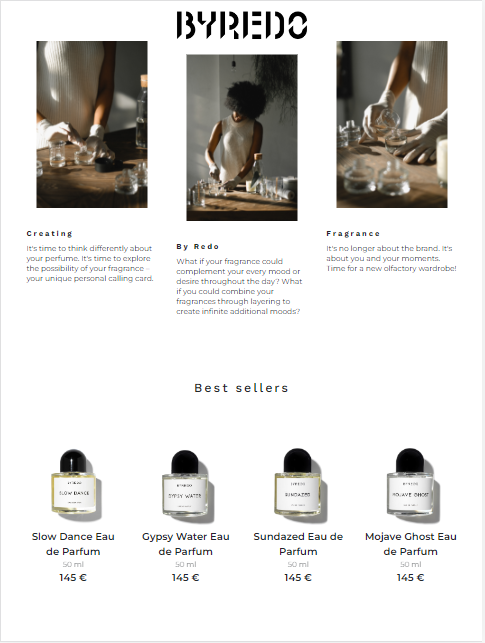 BYREDO
Creating
It's time to think differently about
your perfume. It's time to explore
the possibility of your fragrance –
your unique personal calling card.
By Redo
What if your fragrance could
complement your every mood or
desire throughout the day? What
if you could combine your
fragrances through layering to
create infinite additional moods?
Fragrance
It's no longer about the brand. It's
about you and your moments.
Time for a new olfactory wardrobe!
Best sellers
BYREDO
SLOW DANCE
BYREDO
GYPSY WATER
BYREDO
SUNDAZED
BYREDO
MOJAVE GHOST
Slow Dance Eau
de Parfum
50 ml
145 €
Gypsy Water Eau
de Parfum
50 ml
145 €
Sundazed Eau de
Parfum
50 ml
145 €
Mojave Ghost Eau
de Parfum
50 ml
145 €